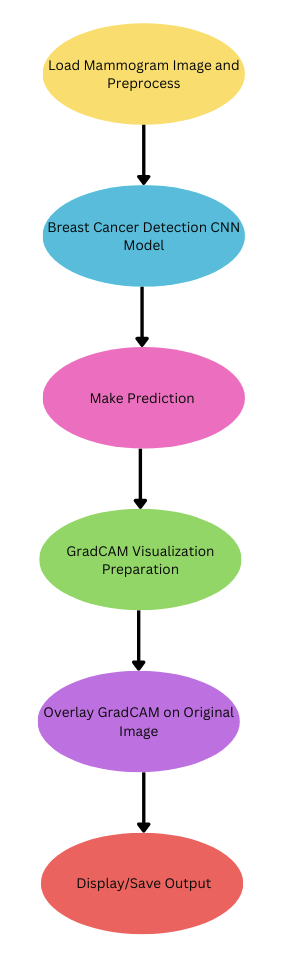 Load Mammogram Image and
Preprocess
Breast Cancer Detection CNN
Model
Make Prediction
GradCAM Visualization
Preparation
Overlay GradCAM on Original
Image
Display/Save Output